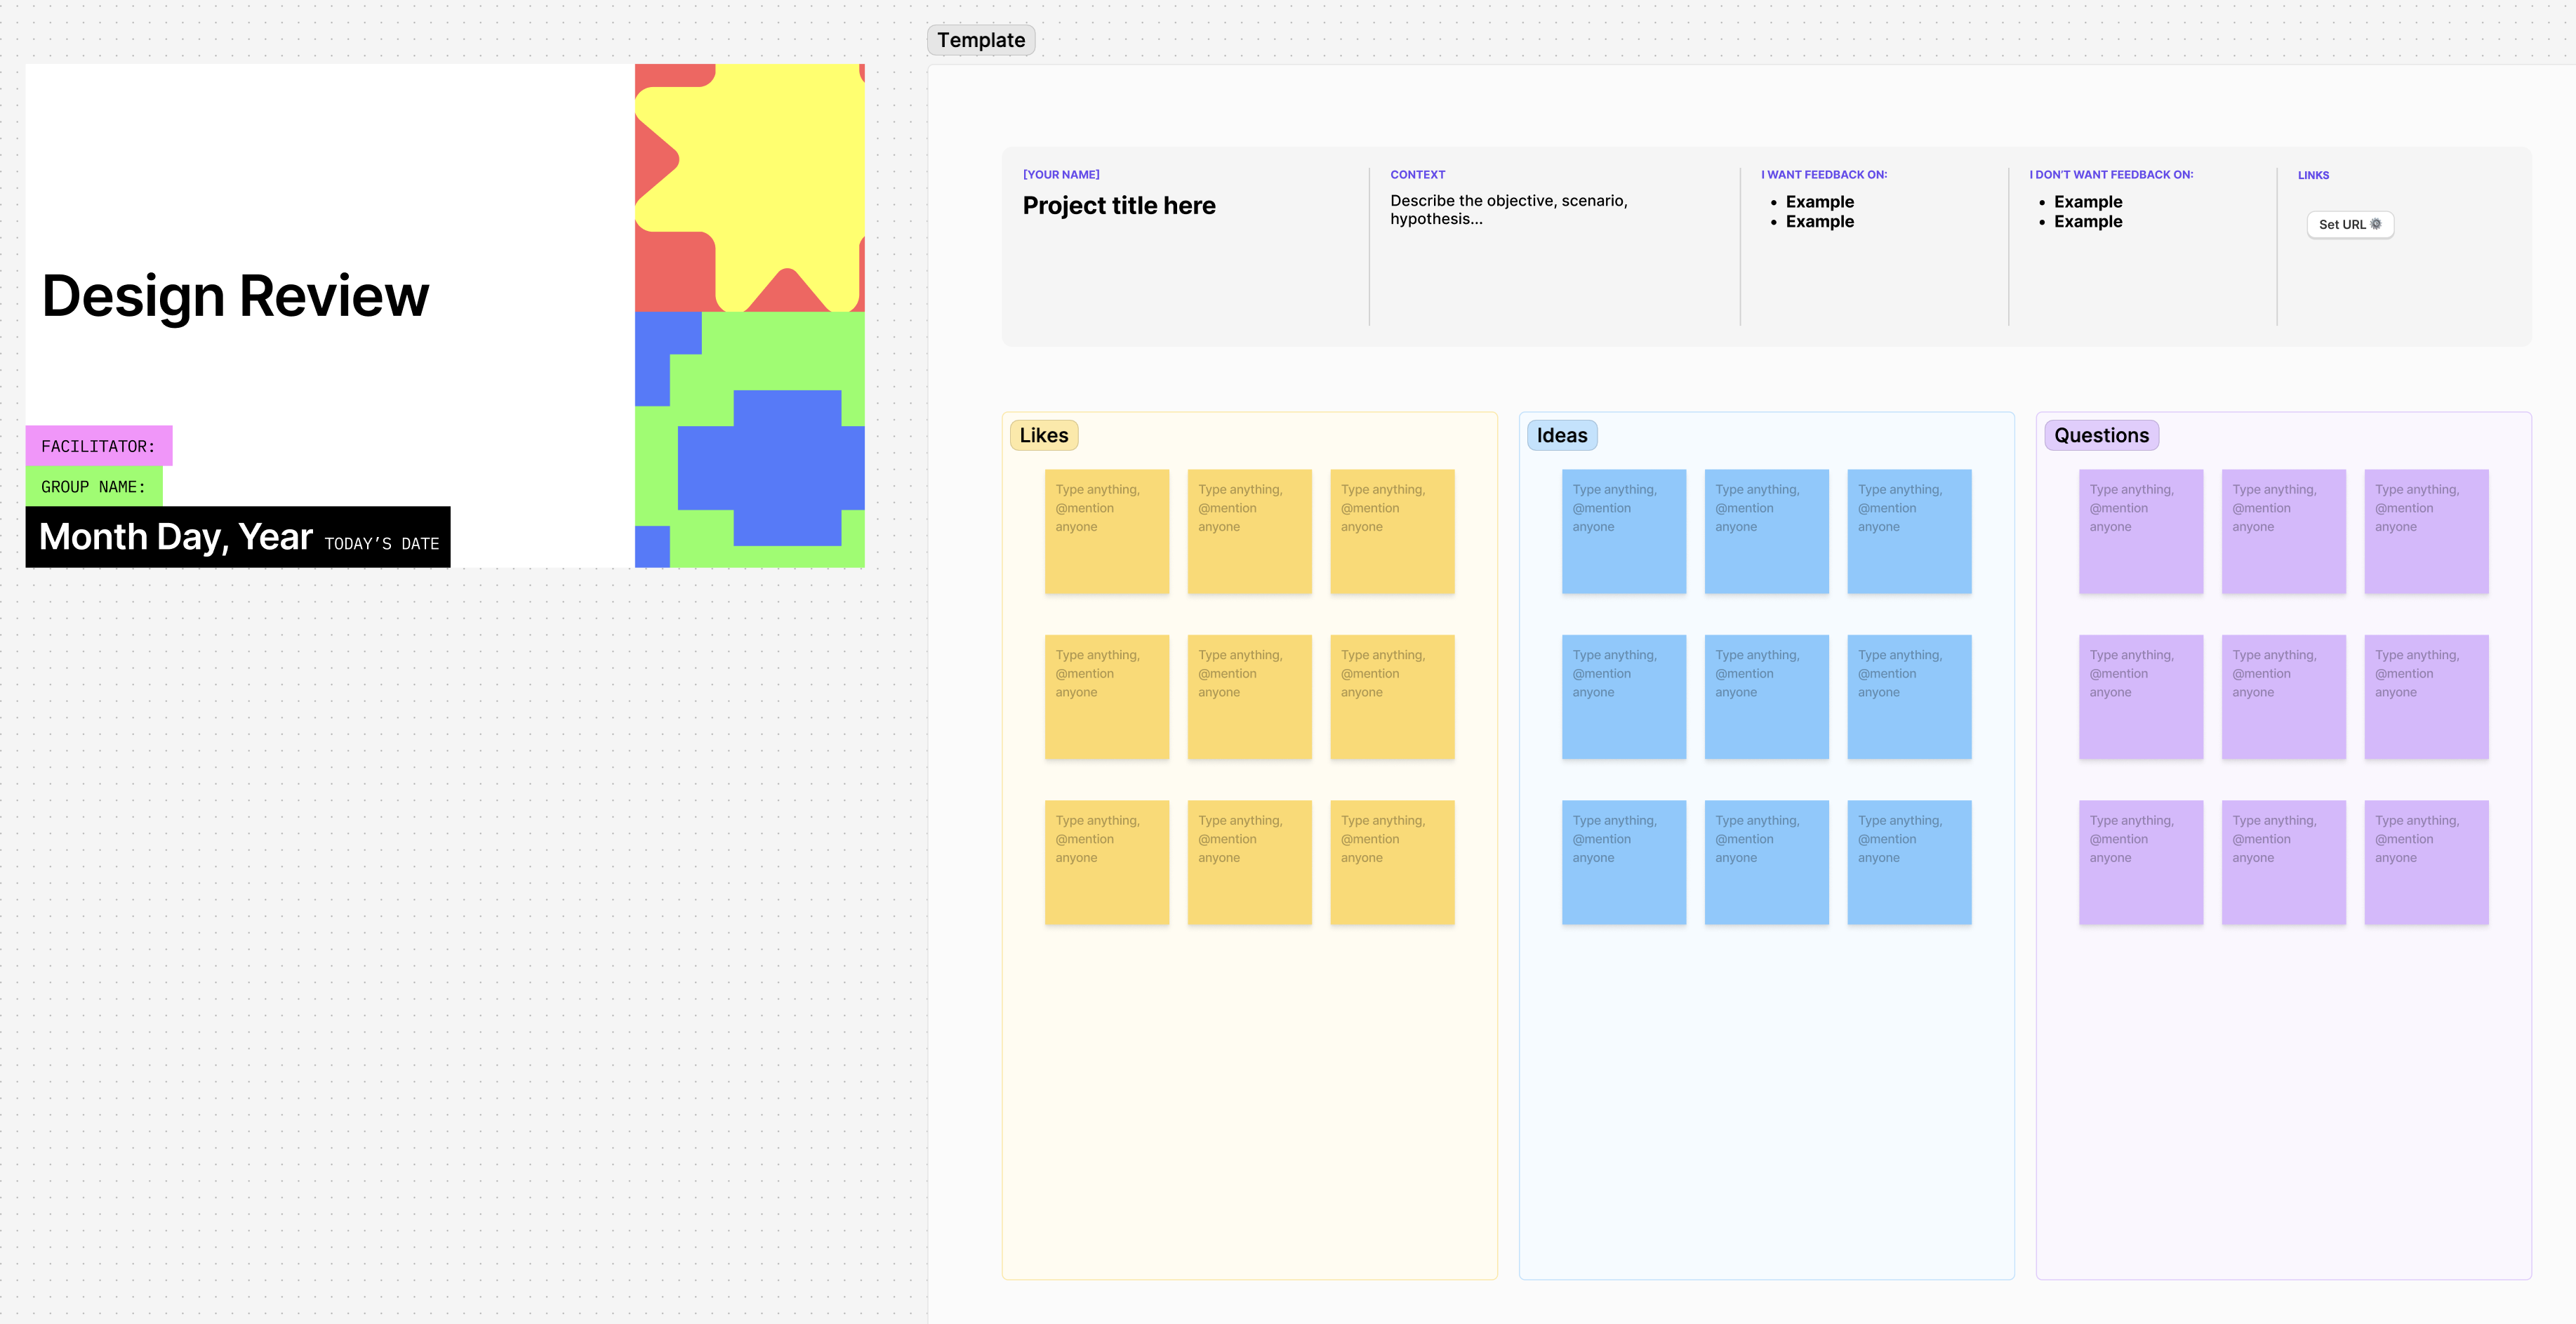 Template
Design Review
FACILITATOR:
GROUP NAME:
Month Day, Year TODAY’S DATE
[YOUR NAME]
Project title here
CONTEXT
Describe the objective, scenario,
hypothesis...
I WANT FEEDBACK ON:
• Example
• Example
I DON’T WANT FEEDBACK ON:
• Example
• Example
LINKS
Set URL
Likes
Type anything,
@mention
anyone
Type anything,
@mention
anyone
Type anything,
@mention
anyone
Type anything,
@mention
anyone
Type anything,
@mention
anyone
Type anything,
@mention
anyone
Type anything,
@mention
anyone
Type anything,
@mention
anyone
Type anything,
@mention
anyone
Ideas
Type anything,
@mention
anyone
Type anything,
@mention
anyone
Type anything,
@mention
anyone
Type anything,
@mention
anyone
Type anything,
@mention
anyone
Type anything,
@mention
anyone
Type anything,
@mention
anyone
Type anything,
@mention
anyone
Type anything,
@mention
anyone
Questions
Type anything,
@mention
anyone
Type anything,
@mention
anyone
Type anything,
@mention
anyone
Type anything,
@mention
anyone
Type anything,
@mention
anyone
Type anything,
@mention
anyone
Type anything,
@mention
anyone
Type anything,
@mention
anyone
Type anything,
@mention
anyone